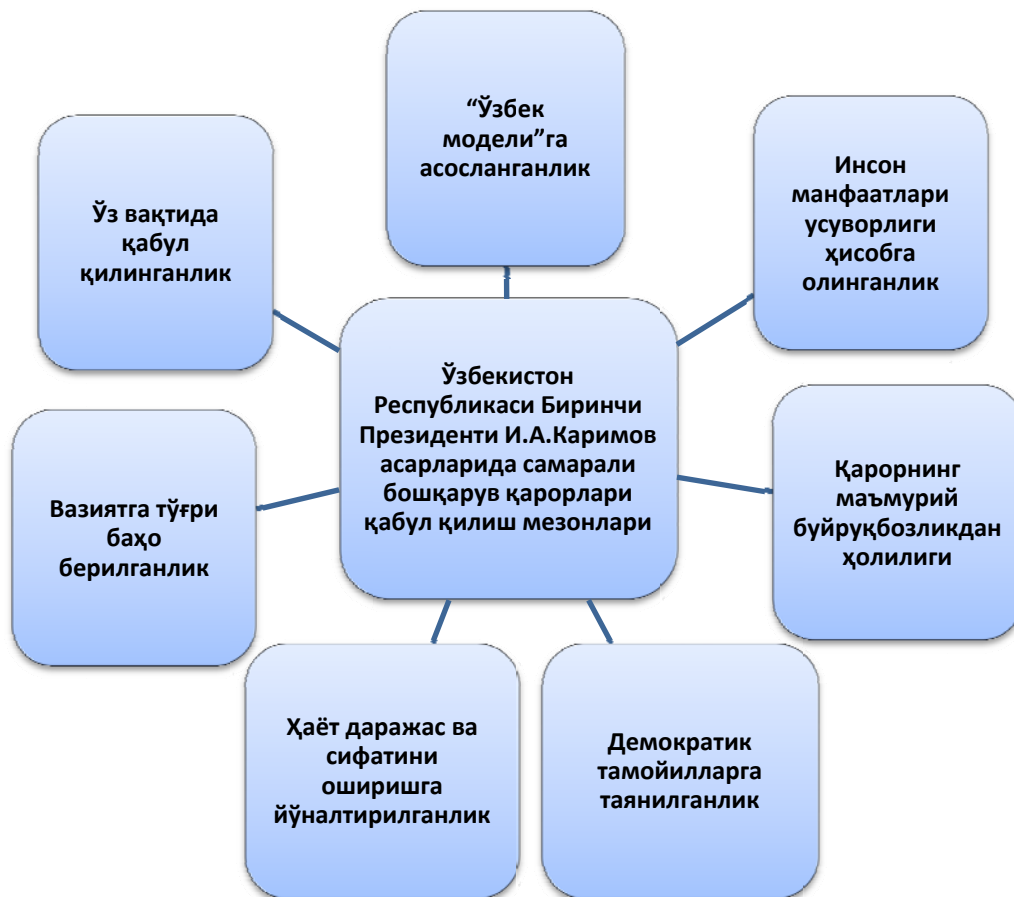 “Ўзбек
модели”га
асосланганлик
Инсон
манфаатлари
усуворлиги
ҳисобга
олинганлик
Ўз вақтида
қабул
қилинганлик
Ўзбекистон
Республикаси Биринчи
Президенти И.А.Каримов
асарларида самарали
бошқарув қарорлари
қабул қилиш мезонлари
Қарорнинг
маъмурий
буйруқбозликдан
ҳолилиги
Вазиятга тўғри
баҳо
берилганлик
Ҳаёт даражас ва
сифатини
оширишга
йўналтирилганлик
Демократик
тамойилларга
таянилганлик